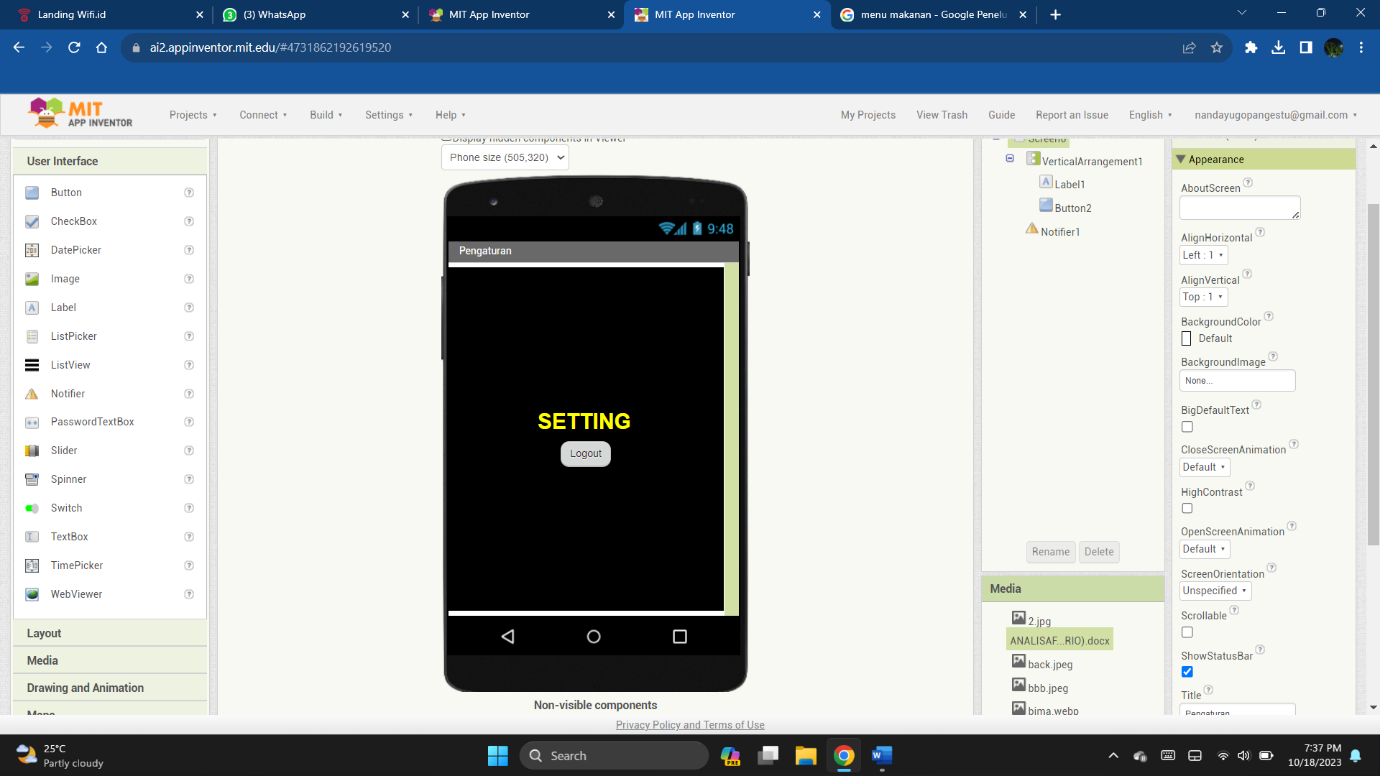 Landing Wifi.id
(3) WhatsApp
MIT App Inventor
MIT App Inventor
menu makanan - Google Penelu
ai2.appinventor.mit.edu/#4731862192619520
MIT
APP INVENTOR
Projects
Connect
Build
Settings
Help
My Projects
View Trash
Guide
Report an Issue
English
nandayugopangestu@gmail.com
User Interface
Button
CheckBox
DatePicker
Image
Label
ListPicker
ListView
Notifier
PasswordTextBox
Slider
Spinner
Switch
TextBox
TimePicker
WebViewer
Layout
Media
Drawing and Animation
Maps
Display hidden components in Viewer
Phone size (505,320)
9:48
Pengaturan
SETTING
Logout
Non-visible components
VerticalArrangement1
Label1
Button2
Notifier1
Rename
Delete
Media
2.jpg
ANALISAF...RIO).docx
back.jpeg
bbb.jpeg
bima.webp
Appearance
AboutScreen
AlignHorizontal
Left : 1
AlignVertical
Top : 1
BackgroundColor
Default
BackgroundImage
None...
BigDefaultText
CloseScreenAnimation
Default
HighContrast
OpenScreenAnimation
Default
ScreenOrientation
Unspecified
Scrollable
ShowStatusBar
Title
Pengaturan
Privacy Policy and Terms of Use
25°C
Partly cloudy
Search
PRE
7:37 PM
10/18/2023